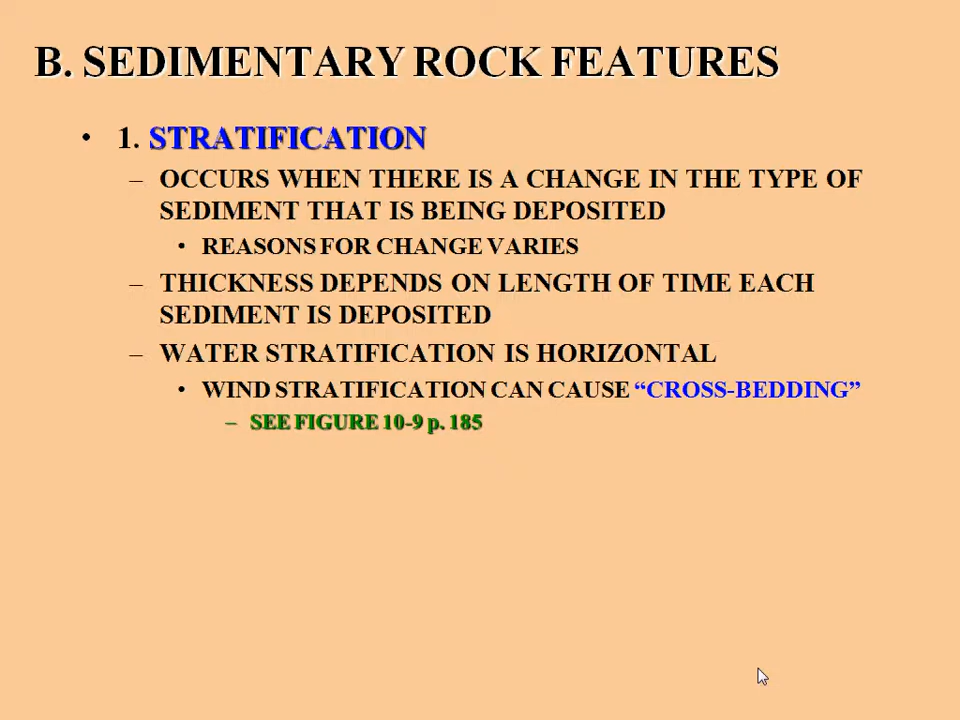 B. SEDIMENTARY ROCK FEATURES
• 1. STRATIFICATION
– OCCURS WHEN THERE IS A CHANGE IN THE TYPE OF
SEDIMENT THAT IS BEING DEPOSITED
• REASONS FOR CHANGE VARIES
– THICKNESS DEPENDS ON LENGTH OF TIME EACH
SEDIMENT IS DEPOSITED
– WATER STRATIFICATION IS HORIZONTAL
• WIND STRATIFICATION CAN CAUSE “CROSS-BEDDING”
– SEE FIGURE 10-9 p. 185